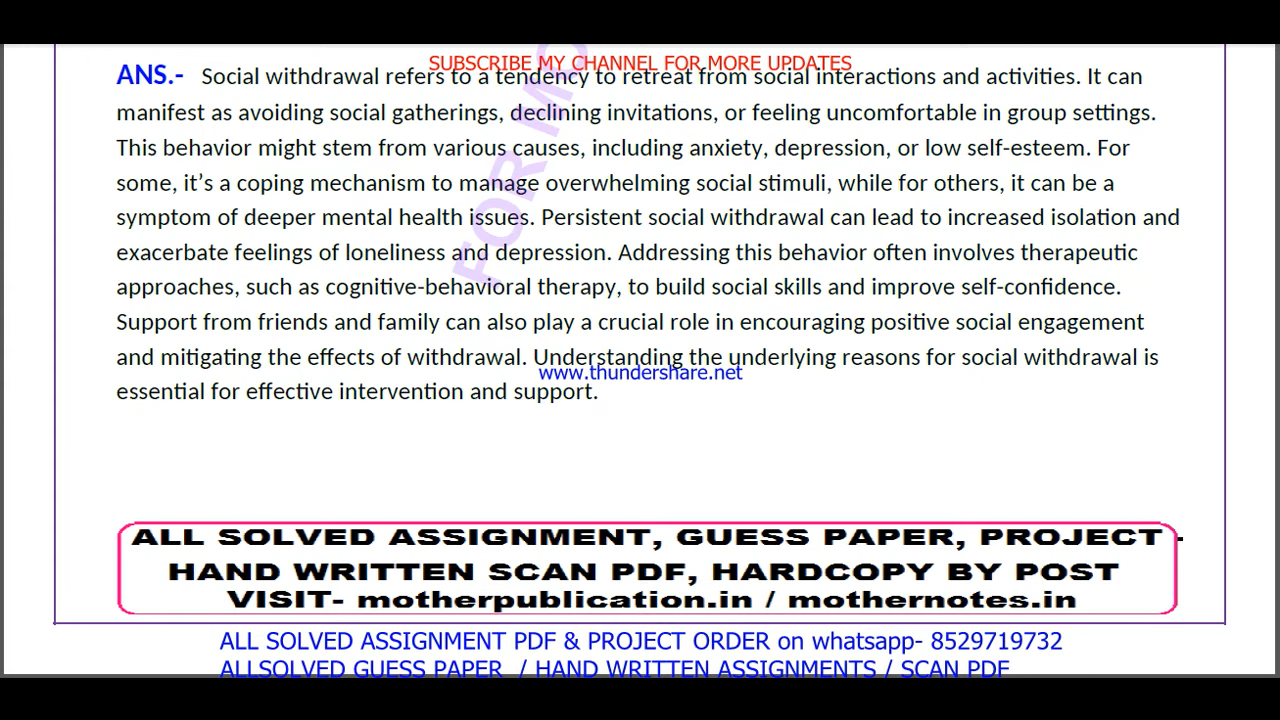 SUBSCRIBE MY CHANNEL FOR MORE UPDATES
ANS.- Social withdrawal refers to a tendency to retreat from social interactions and activities. It can
manifest as avoiding social gatherings, declining invitations, or feeling uncomfortable in group settings.
This behavior might stem from various causes, including anxiety, depression, or low self-esteem. For
some, it’s a coping mechanism to manage overwhelming social stimuli, while for others, it can be a
symptom of deeper mental health issues. Persistent social withdrawal can lead to increased isolation and
exacerbate feelings of loneliness and depression. Addressing this behavior often involves therapeutic
approaches, such as cognitive-behavioral therapy, to build social skills and improve self-confidence.
Support from friends and family can also play a crucial role in encouraging positive social engagement
and mitigating the effects of withdrawal. Understanding the underlying reasons for social withdrawal is
www.thundershare.net
essential for effective intervention and support.
FOR MO
ALL SOLVED ASSIGNMENT, GUESS PAPER, PROJECT -
HAND WRITTEN SCAN PDF, HARDCOPY BY POST
VISIT- motherpublication.in / mothernotes.in
ALL SOLVED ASSIGNMENT PDF & PROJECT ORDER on whatsapp- 8529719732
ALLSOLVED GUESS PAPER / HAND WRITTEN ASSIGNMENTS / SCAN PDF